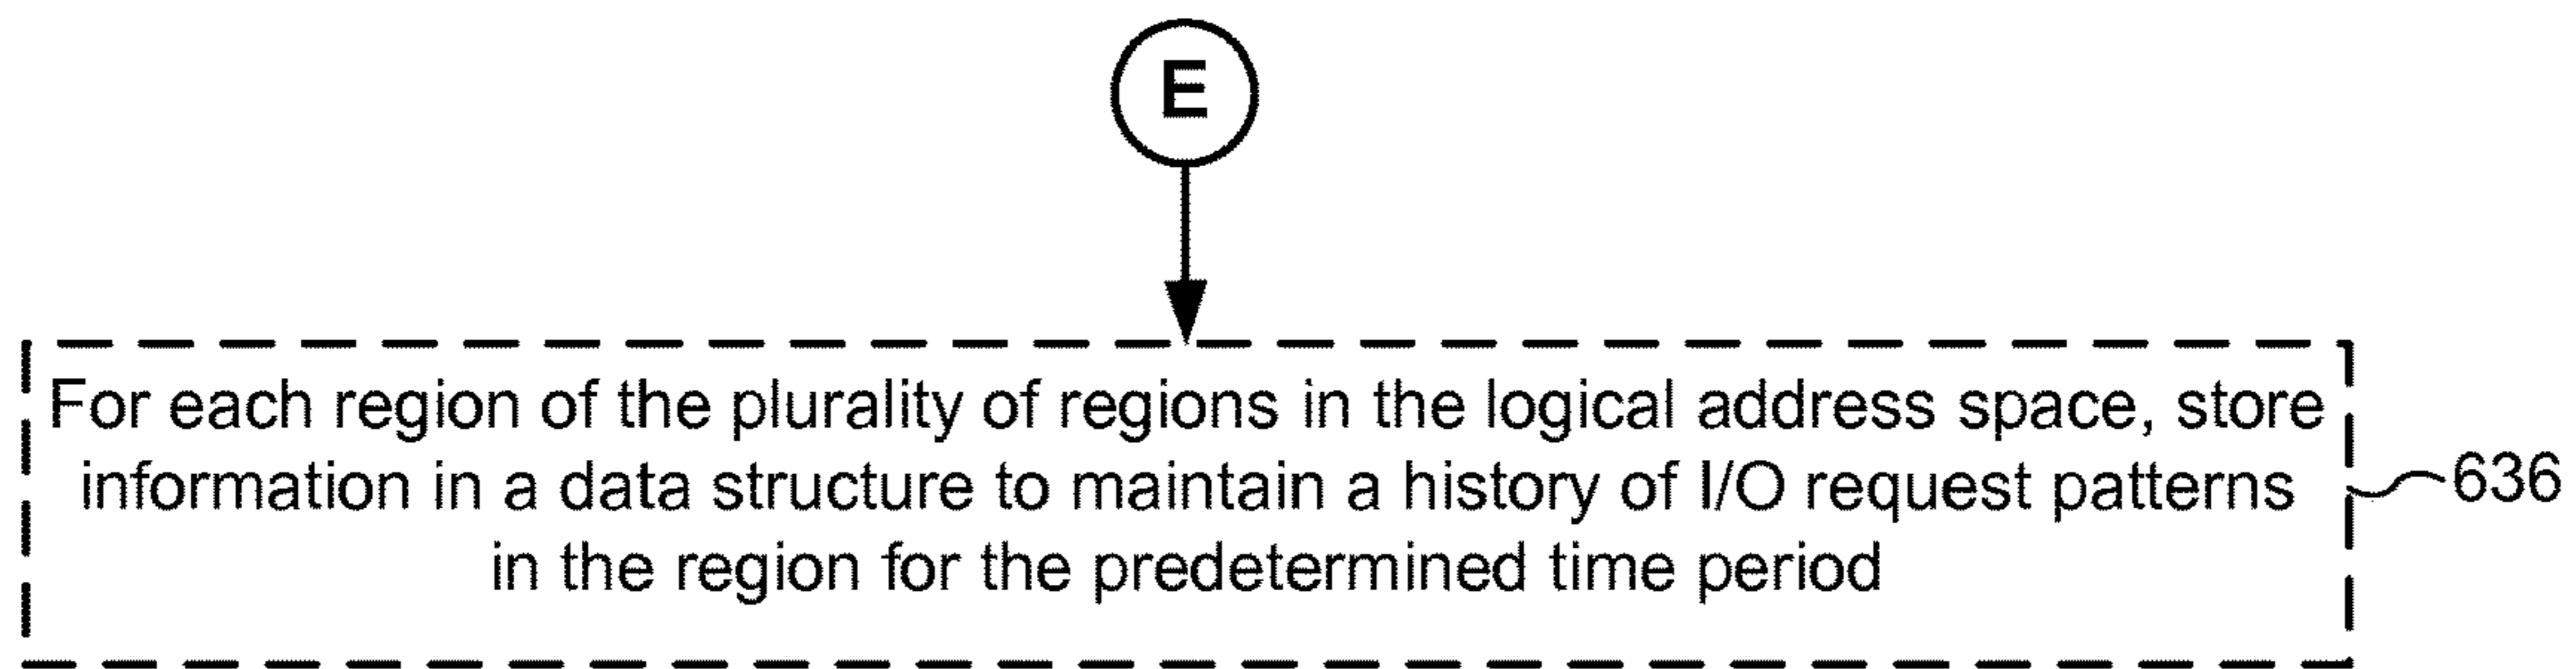 E
For each region of the plurality of regions in the logical address space, store
information in a data structure to maintain a history of I/O request patterns
in the region for the predetermined time period
636